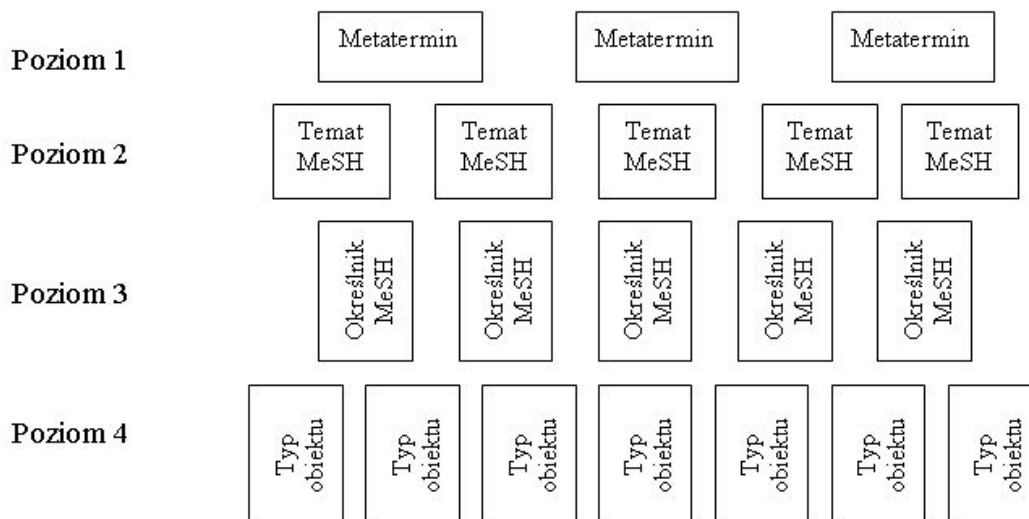 Poziom 1
Metatermin
Metatermin
Metatermin
Poziom 2
Temat
MeSH
Temat
MeSH
Temat
MeSH
Temat
MeSH
Temat
MeSH
Poziom 3
Określnik
MeSH
Określnik
MeSH
Określnik
MeSH
Określnik
MeSH
Określnik
MeSH
Poziom 4
Typ
obiektu
Typ
obiektu
Typ
obiektu
Typ
obiektu
Typ
obiektu
Typ
obiektu
Typ
obiektu